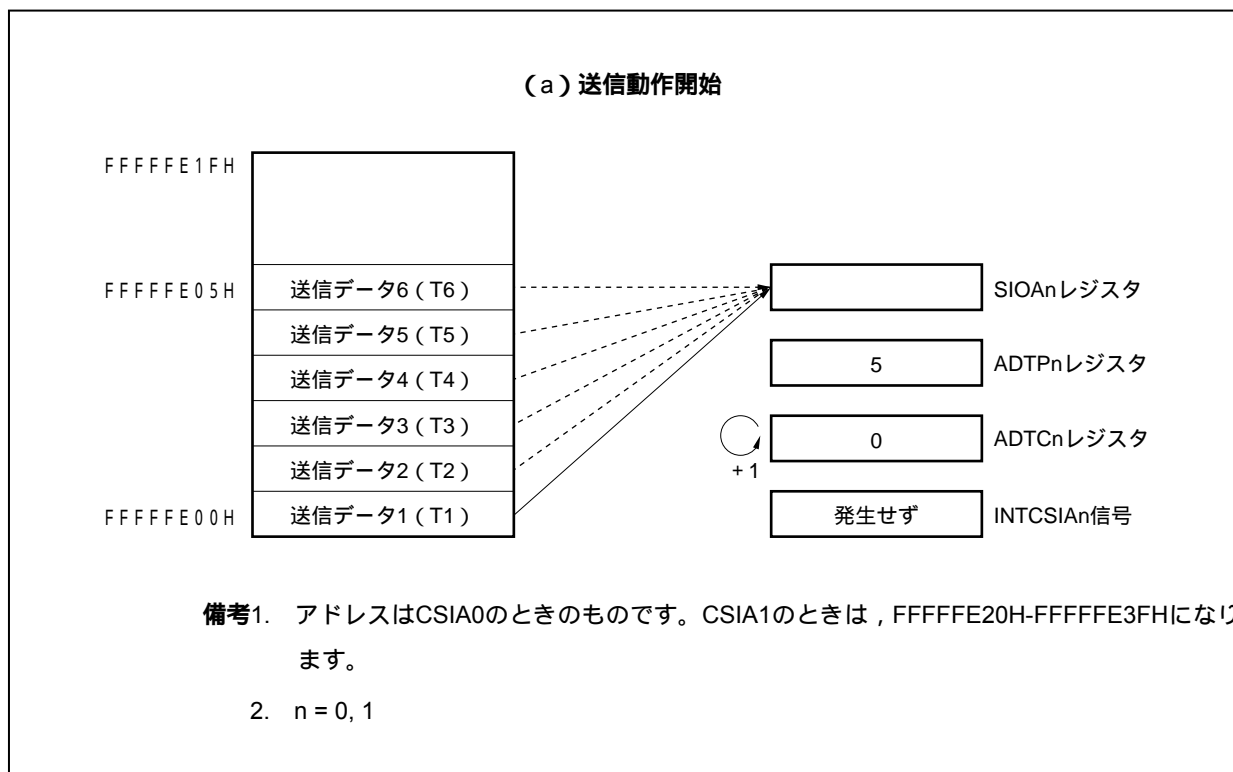 （a）送信動作開始
FFFFFE1FH
FFFFFE05H 送信データ6（T6） SIOAnレジスタ
送信データ5（T5）
送信データ4（T4） 5 ADTPnレジスタ
送信データ3（T3）
0 ADTCnレジスタ
+1
送信データ2（T2）
FFFFFE00H 送信データ1（T1） 発生せず INTCSIAn信号
備考1. アドレスはCSIA0のときのものです。CSIA1のときは，FFFFFE20H-FFFFFE3FHになり
ます。
2. n = 0, 1